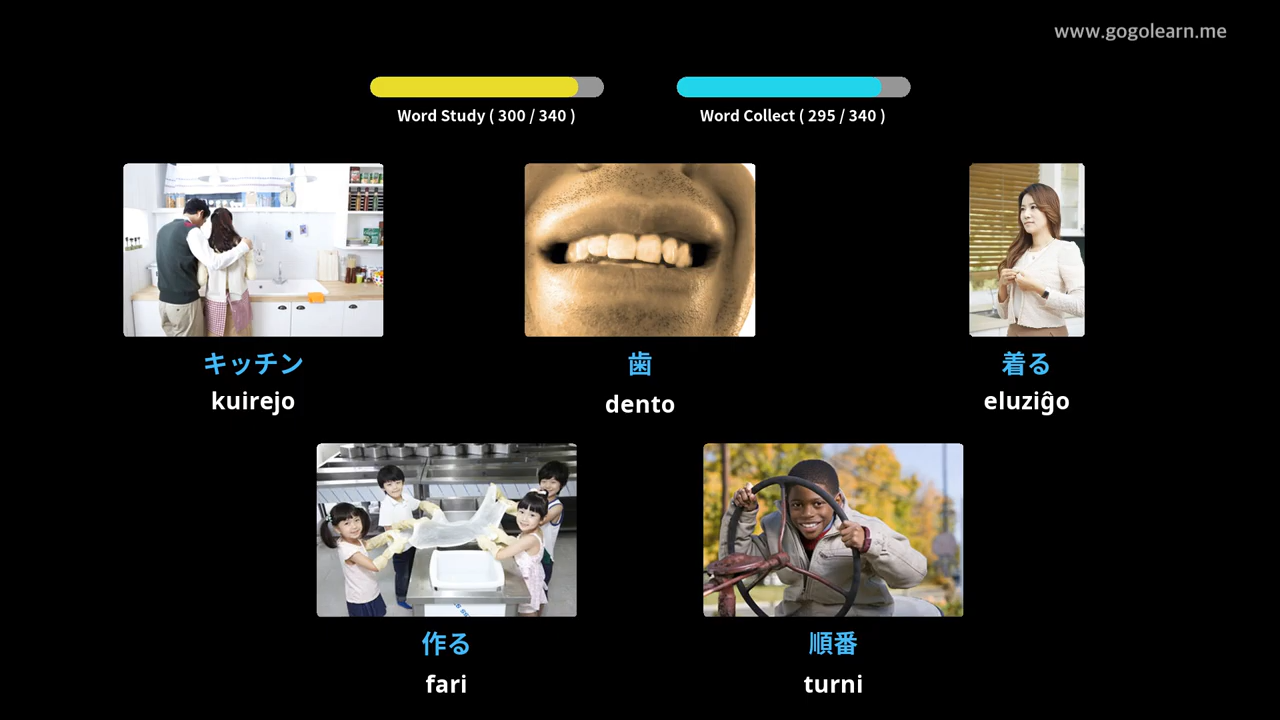 www.gogolearn.me
Word Study ( 300 / 340 )
Word Collect ( 295 / 340 )
キッチン
kuirejo
歯
dento
着る
eluziĝo
作る
fari
順番
turni